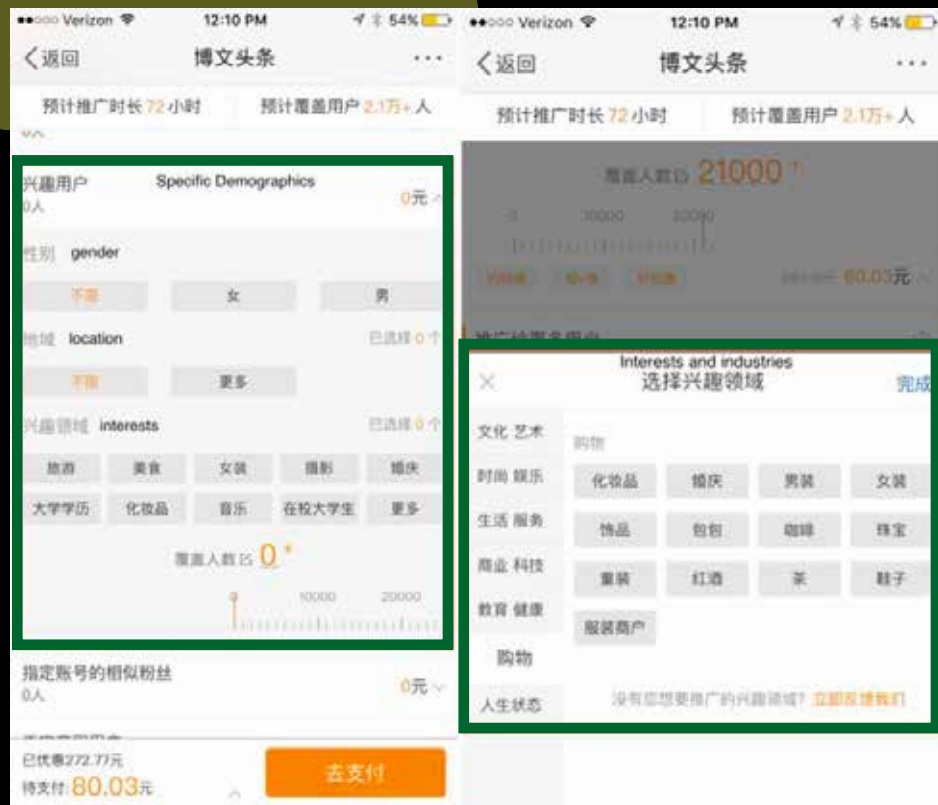 Verizon 12:10 PM 54%
返回 博文头条 ...
预计推广时长 72 小时 预计覆盖用户 2.1万+ 人
0人
兴趣用户 Specific Demographics
0人 0元
性别 gender
不限 女 男
地域 location 已选择 0 个
不限 更多
兴趣领域 interests 已选择 0 个
旅游 美食 女装 摄影 婚庆
大学学历 化妆品 音乐 在校大学生 更多
覆盖人数 0 +
0 10000 20000
指定账号的相似粉丝
0人 0元
已优惠272.77元
待支付: 80.03元
去支付
Verizon 12:10 PM 54%
返回 博文头条 ...
预计推广时长 72 小时 预计覆盖用户 2.1万+ 人
覆盖人数 21000 +
0 10000 20000
80.03元
Interests and industries
选择兴趣领域 完成
文化 艺术
时尚 娱乐
生活 服务
商业 科技
教育 健康
购物
人生状态
购物
化妆品 婚庆 男装 女装
饰品 包包 咖啡 珠宝
童装 红酒 茶 鞋子
服装商户
没有您想要推广的兴趣领域? 立即反馈我们